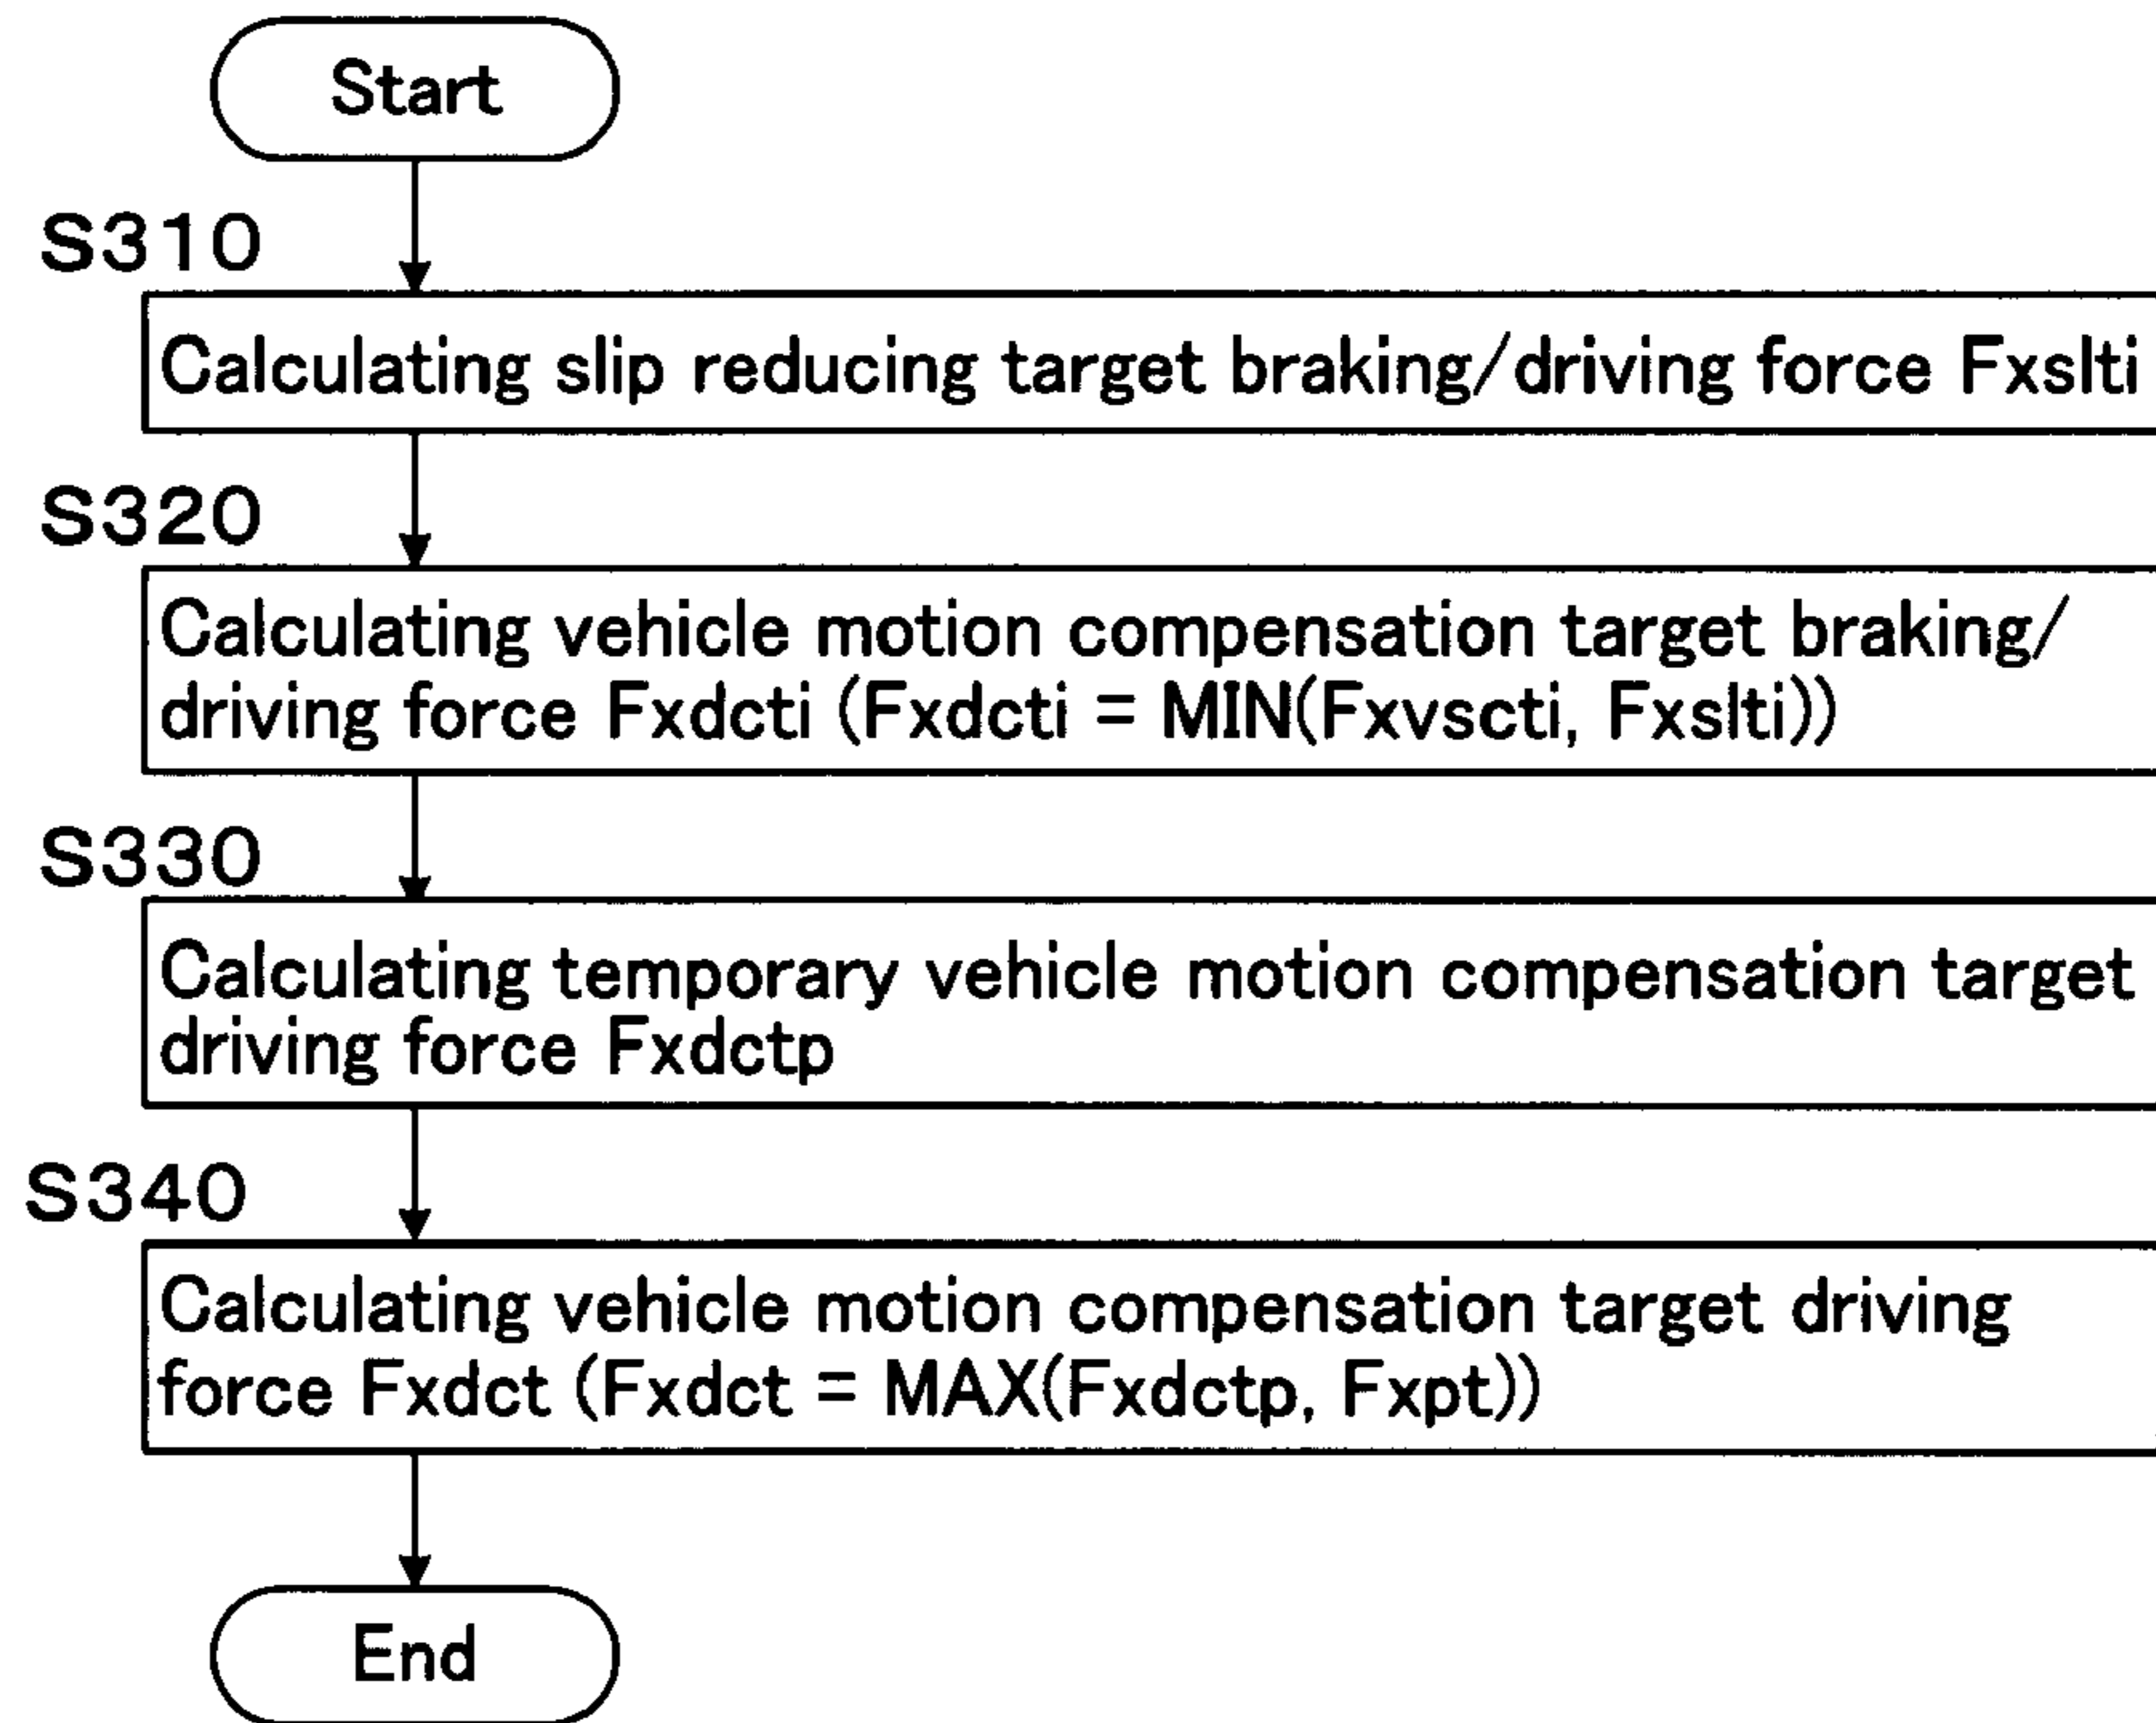 Start
S310
Calculating slip reducing target braking/driving force Fxslti
S320
Calculating vehicle motion compensation target braking/
driving force Fxdcti (Fxdcti = MIN(Fxvscti, Fxslti))
S330
Calculating temporary vehicle motion compensation target
driving force Fxdctp
S340
Calculating vehicle motion compensation target driving
force Fxdct (Fxdct = MAX(Fxdctp, Fxpt))
End